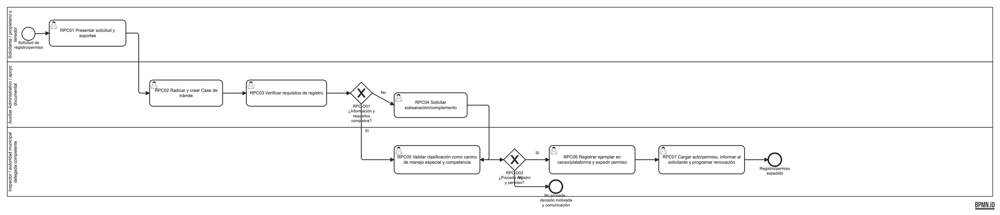 Solicitante / propietario o
tenedor
Solicitud de
registro/permiso
RPC01 Presentar solicitud y
soportes
Auxiliar Administrativo / apoyo
documental
RPC02 Radicar y crear Case de
trámite
RPC03 Verificar requisitos de registro
RPC-D01
¿Información y
requisitos
completos?
No
RPC04 Solicitar
subsanación/complemento
Sí
Inspector / autoridad municipal
delegada competente
RPC05 Validar clasificación como canino
de manejo especial y competencia
RPC-D02
¿Procede registro
y permiso?
Sí
No
RPC06 Registrar ejemplar en
censo/plataforma y expedir permiso
RPC07 Cargar acto/permiso, informar al
solicitante y programar renovación
Registro/permiso
expedido
No procede :
decisión motivada
y comunicación
BPMN.iO